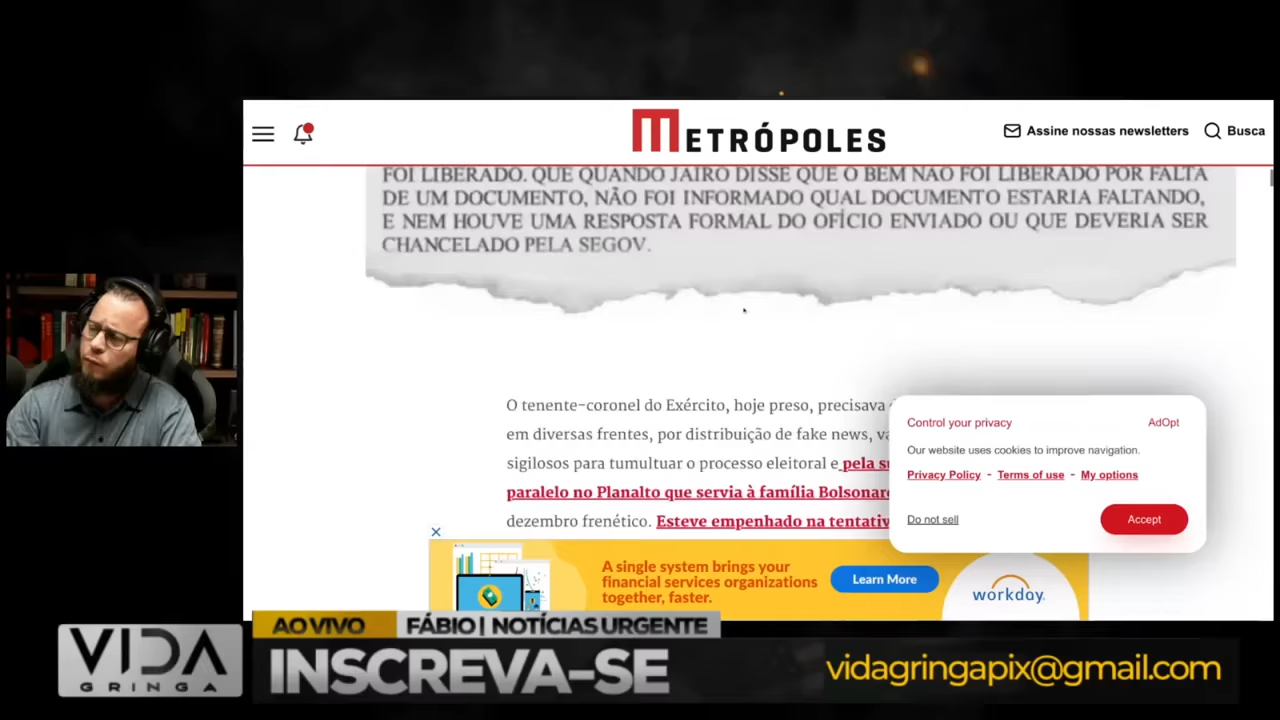 METRÓPOLES
Assine nossas newsletters
Busca
FOI LIBERADO. QUE QUANDO JAIRO DISSE QUE O BEM NÃO FOI LIBERADO POR FALTA
DE UM DOCUMENTO, NÃO FOI INFORMADO QUAL DOCUMENTO ESTARIA FALTANDO,
E NEM HOUVE UMA RESPOSTA FORMAL DO OFÍCIO ENVIADO OU QUE DEVERIA SER
CHANCELADO PELA SEGOV.
O tenente-coronel do Exército, hoje preso, precisava
em diversas frentes, por distribuição de fake news,
sigilosos para tumultuar o processo eleitoral e pela
paralelo no Planalto que servia à família
dezembro frenético. Esteve empenhado na
Control your privacy
AdOpt
Our website uses cookies to improve navigation.
Privacy Policy - Terms of use - My options
Do not sell
Accept
A single system brings your
financial services organizations
together, faster.
Learn More
workday.
AO VIVO
FÁBIO | NOTÍCIAS URGENTE
VIDA
GRINGA
INSCREVA-SE
vidagringapix@gmail.com